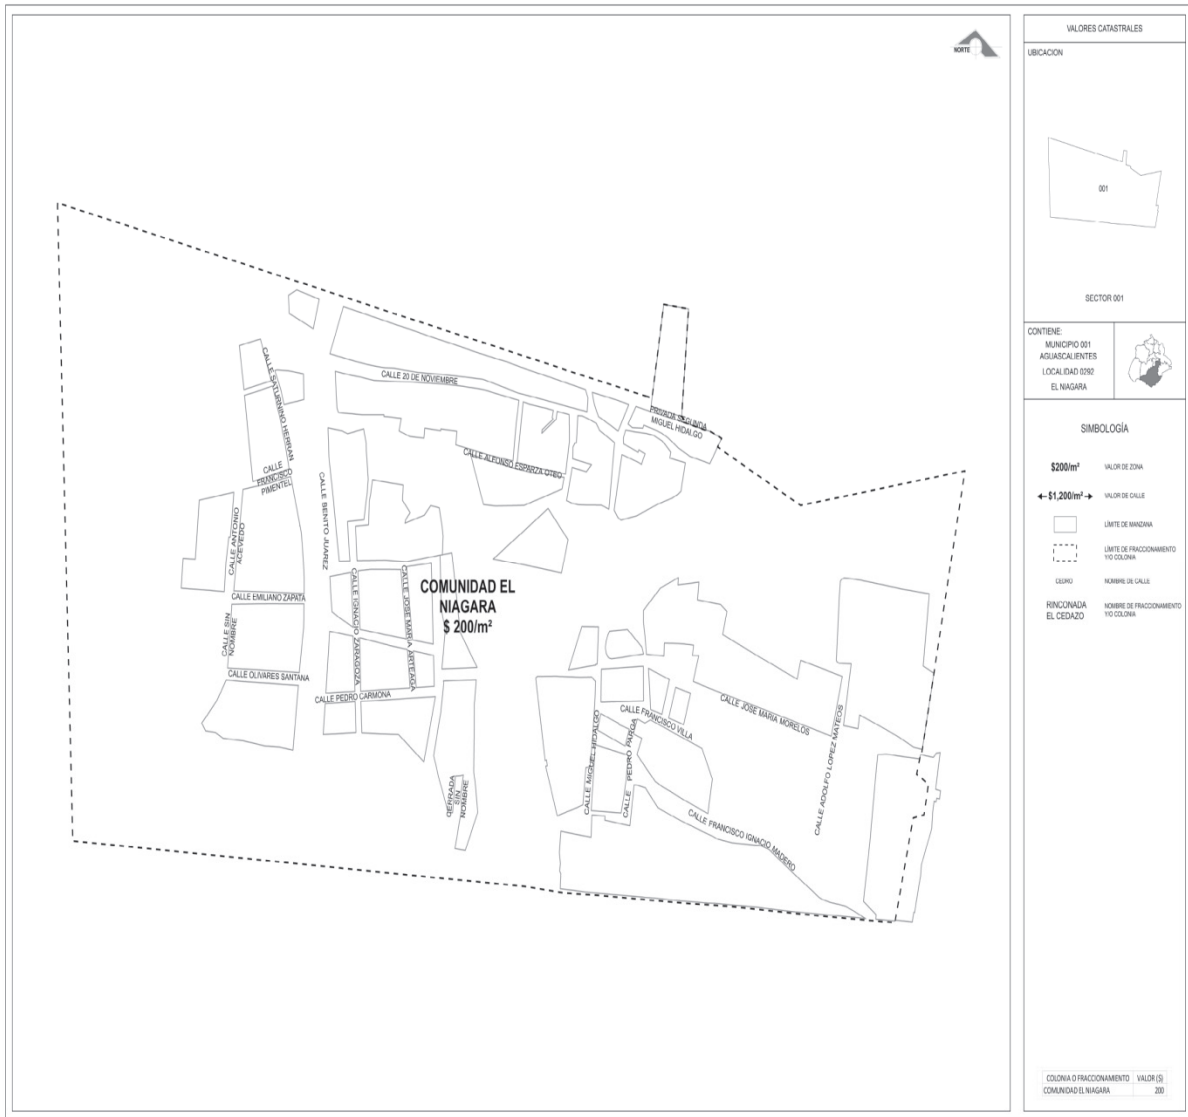 NORTE
CALLE SATURNINO HERRAN
CALLE 20 DE NOVIEMBRE
PRIVADA SEGUNDA
MIGUEL HIDALGO
CALLE ALFONSO ESPARZA OTEO
CALLE
FRANCISCO
PIMENTEL
CALLE BENITO JUAREZ
CALLE ANTONIO
ACEVEDO
CALLE EMILIANO ZAPATA
CALLE SIN
NOMBRE
CALLE IGNACIO ZARAGOZA
CALLE JOSE MARIA ARTEAGA
COMUNIDAD EL
NIAGARA
$ 200/m²
CALLE OLIVARES SANTANA
CALLE PEDRO CARMONA
CERRADA
SIN
NOMBRE
CALLE MIGUEL HIDALGO
CALLE PEDRO PARGA
CALLE FRANCISCO VILLA
CALLE JOSE MARIA MORELOS
CALLE ADOLFO LOPEZ MATEOS
CALLE FRANCISCO IGNACIO MADERO
VALORES CATASTRALES
UBICACION
001
SECTOR 001
CONTIENE:
MUNICIPIO 001
AGUASCALIENTES
LOCALIDAD 0292
EL NIAGARA
SIMBOLOGÍA
$200/m² VALOR DE ZONA
$1,200/m² VALOR DE CALLE
LÍMITE DE MANZANA
LÍMITE DE FRACCIONAMIENTO
Y/O COLONIA
CEDRO NOMBRE DE CALLE
RINCONADA
EL CEDAZO
NOMBRE DE FRACCIONAMIENTO
Y/O COLONIA
COLONIA O FRACCIONAMIENTO VALOR ($)
COMUNIDAD EL NIAGARA 200